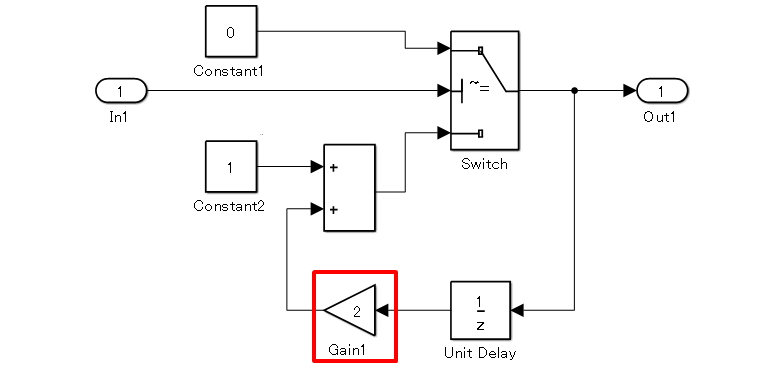 0
Constant1
1
In1
~=
1
Out1
Switch
1
Constant2
+
+
2
Gain1
1
z
Unit Delay